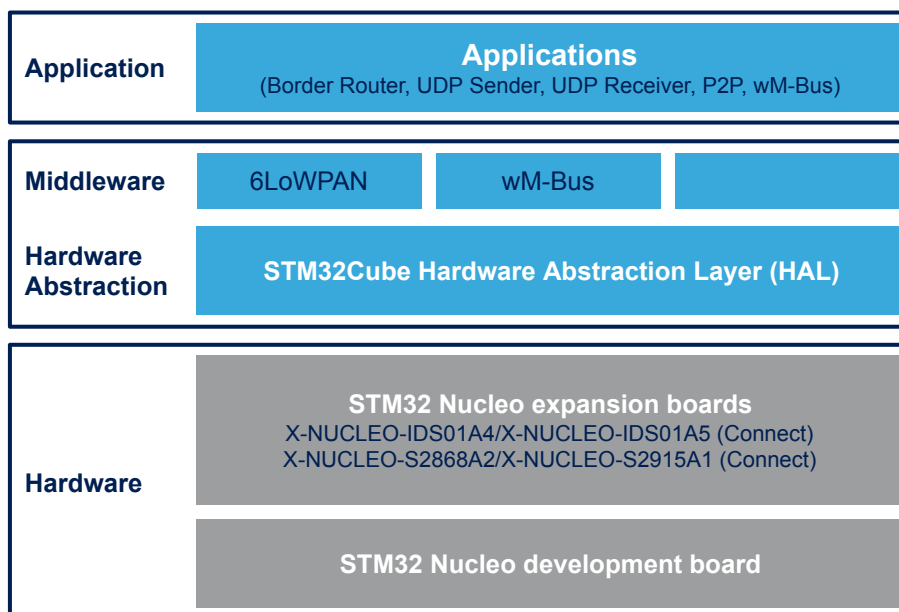 Application
Applications
(Border Router, UDP Sender, UDP Receiver, P2P, wM-Bus)
Middleware
6LoWPAN
wM-Bus
Hardware
Abstraction
STM32Cube Hardware Abstraction Layer (HAL)
Hardware
STM32 Nucleo expansion boards
X-NUCLEO-IDS01A4/X-NUCLEO-IDS01A5 (Connect)
X-NUCLEO-S2868A2/X-NUCLEO-S2915A1 (Connect)
STM32 Nucleo development board